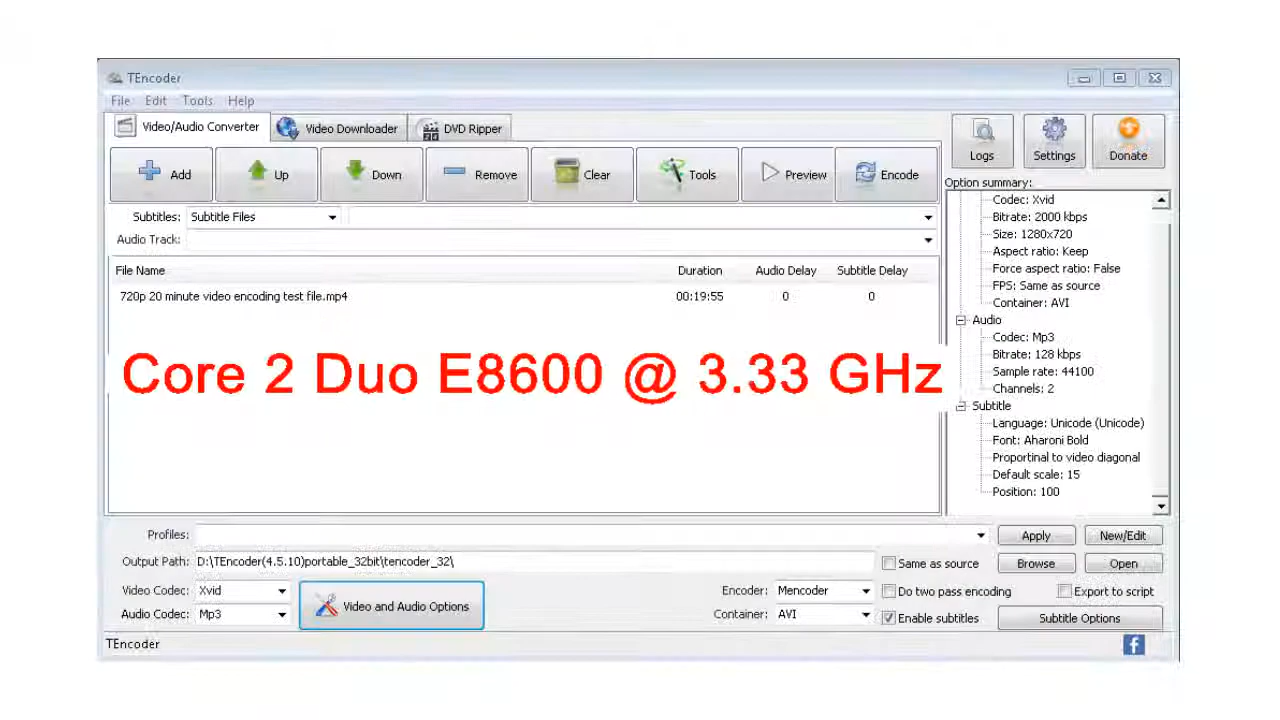 TEncoder
File Edit Tools Help
Video/Audio Converter Video Downloader DVD Ripper
Add Up Down Remove Clear Tools Preview Encode
Logs Settings Donate
Subtitles: Subtitle Files
Audio Track:
File Name Duration Audio Delay Subtitle Delay
720p 20 minute video encoding test file.mp4 00:19:55 0 0
Core 2 Duo E8600 @ 3.33 GHz
Option summary:
Codec: Xvid
Bitrate: 2000 kbps
Size: 1280x720
Aspect ratio: Keep
Force aspect ratio: False
FPS: Same as source
Container: AVI
Audio
Codec: Mp3
Bitrate: 128 kbps
Sample rate: 44100
Channels: 2
Subtitle
Language: Unicode (Unicode)
Font: Aharoni Bold
Proportinal to video diagonal
Default scale: 15
Position: 100
Profiles: Apply New/Edit
Output Path: D:\TEncoder(4.5.10)portable_32bit\tencoder_32\ Same as source Browse Open
Video Codec: Xvid Video and Audio Options Encoder: Mencoder Do two pass encoding Export to script
Audio Codec: Mp3 Container: AVI Enable subtitles Subtitle Options
TEncoder f